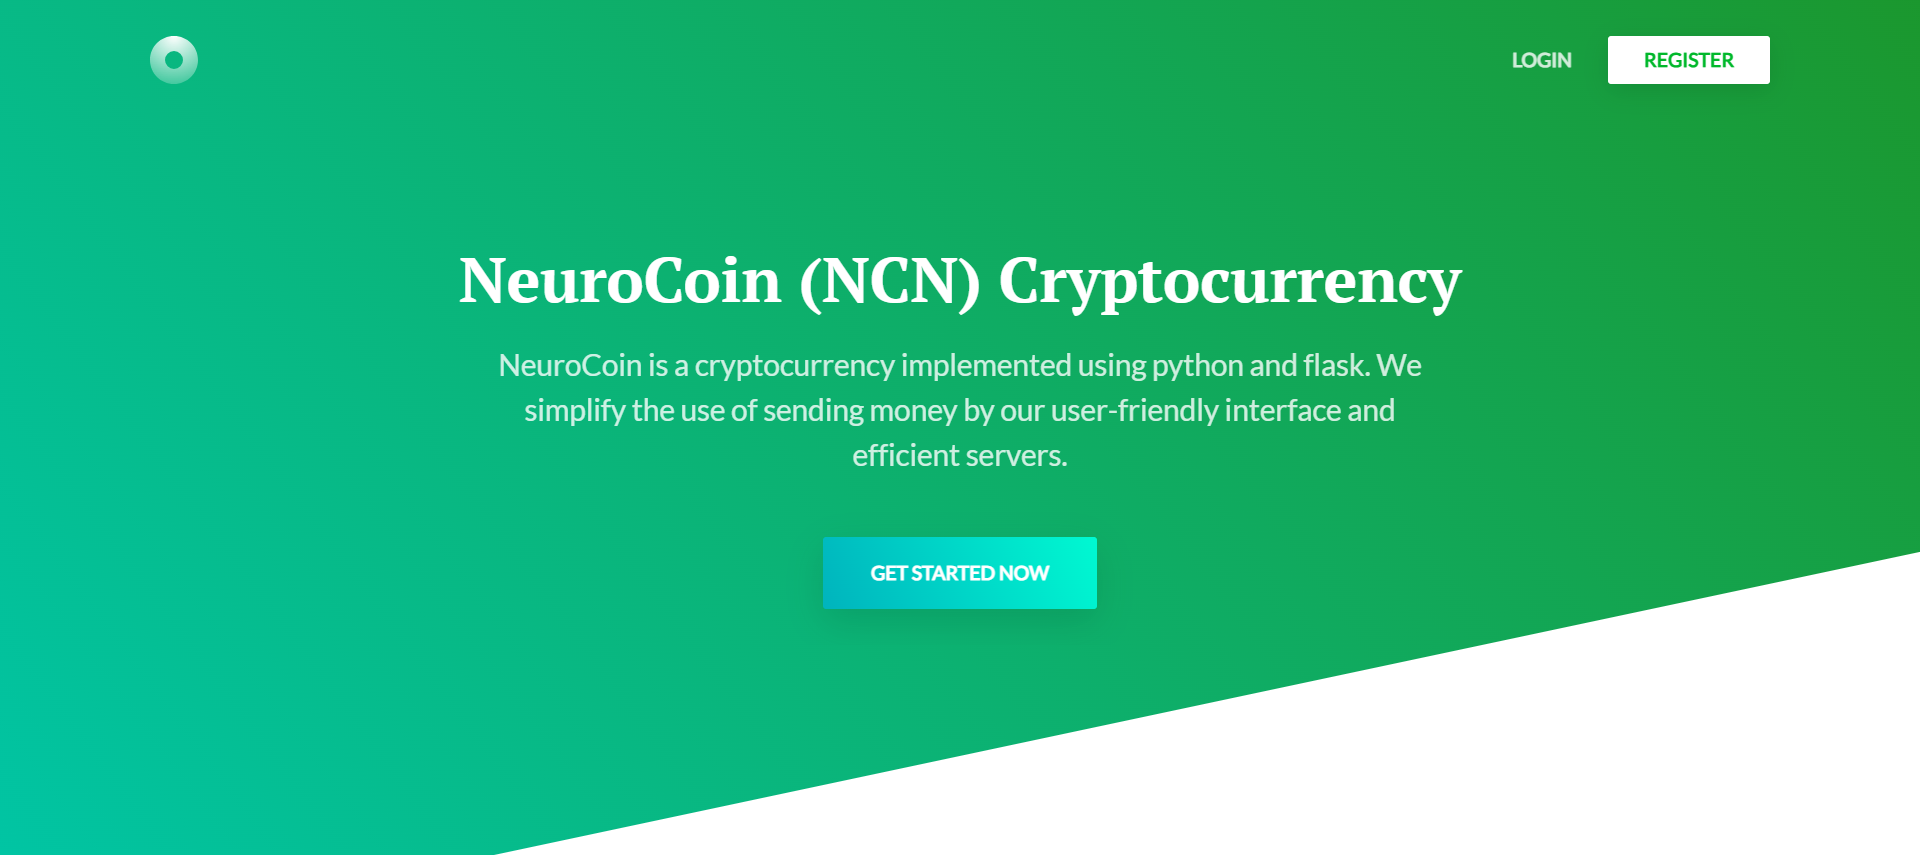 LOGIN
REGISTER
NeuroCoin (NCN) Cryptocurrency
NeuroCoin is a cryptocurrency implemented using python and flask. We
simplify the use of sending money by our user-friendly interface and
efficient servers.
GET STARTED NOW